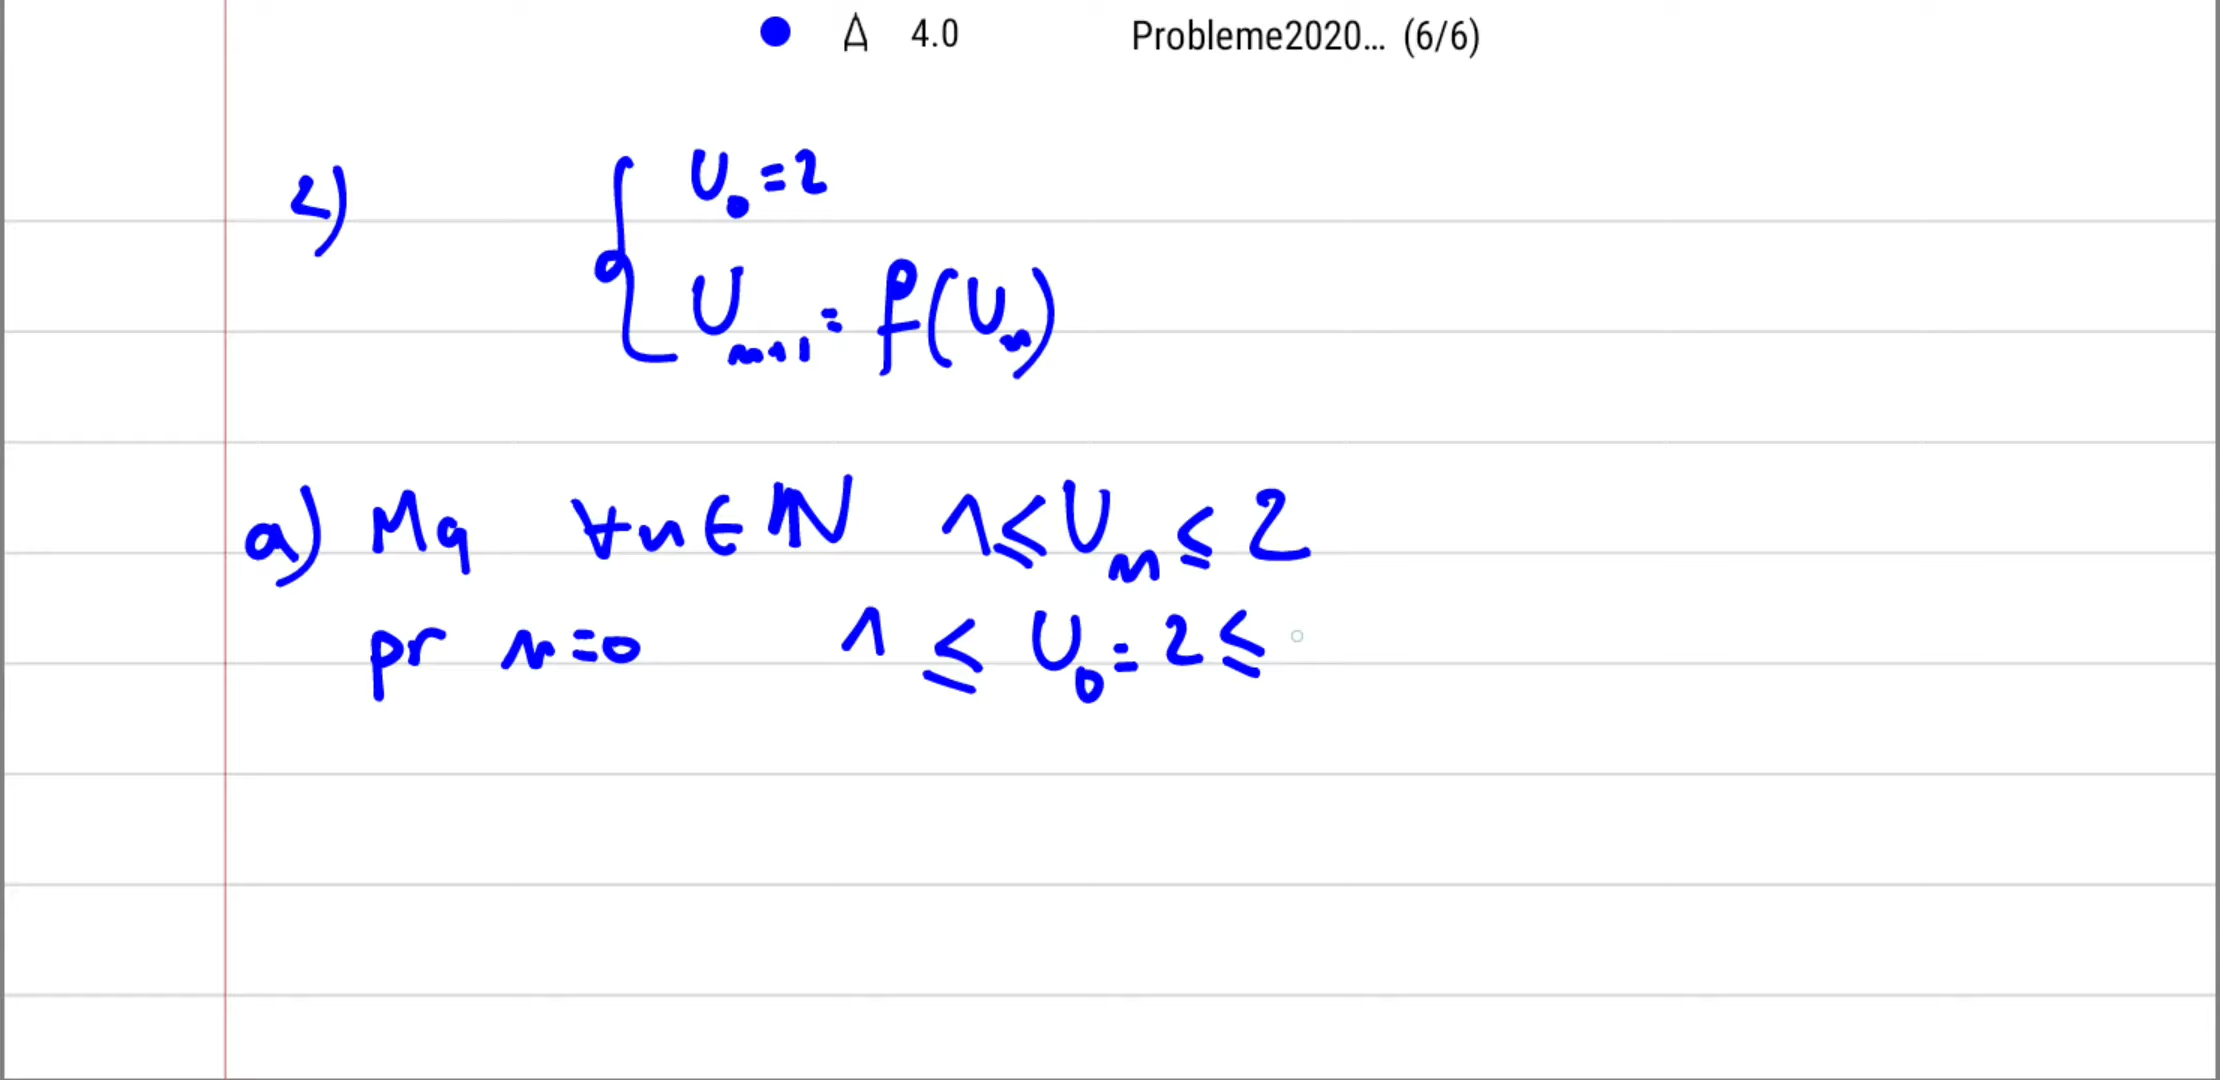 Δ 4.0 Probleme2020... (6/6)
2)
U₀ = 2
Uₙ₊₁ = f(Uₙ)
a) Mq ∀n ∈ ℕ 1 ≤ Uₙ ≤ 2
pr n = 0 1 ≤ U₀ = 2 ≤